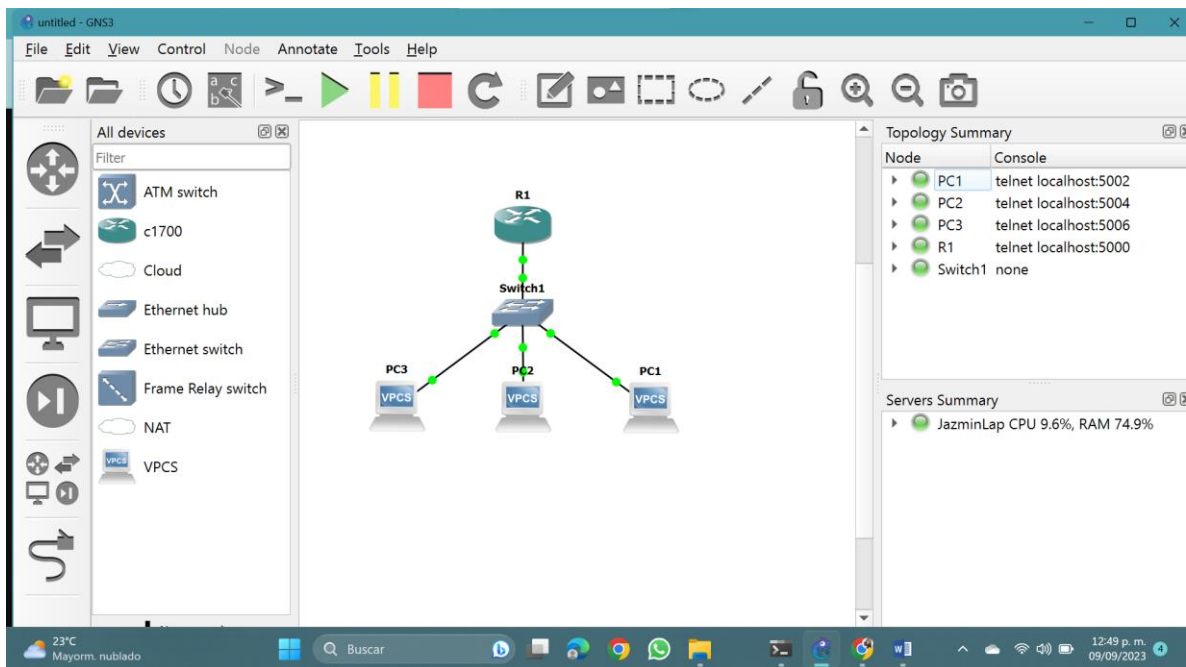 untitled - GNS3
File Edit View Control Node Annotate Tools Help
All devices
Filter
ATM switch
c1700
Cloud
Ethernet hub
Ethernet switch
Frame Relay switch
NAT
VPCS
R1
Switch1
PC3
PC2
PC1
VPCS
VPCS
VPCS
Topology Summary
Node Console
PC1 telnet localhost:5002
PC2 telnet localhost:5004
PC3 telnet localhost:5006
R1 telnet localhost:5000
Switch1 none
Servers Summary
JazminLap CPU 9.6%, RAM 74.9%
23°C
Mayorm. nublado
Buscar
12:49 p. m.
09/09/2023
4